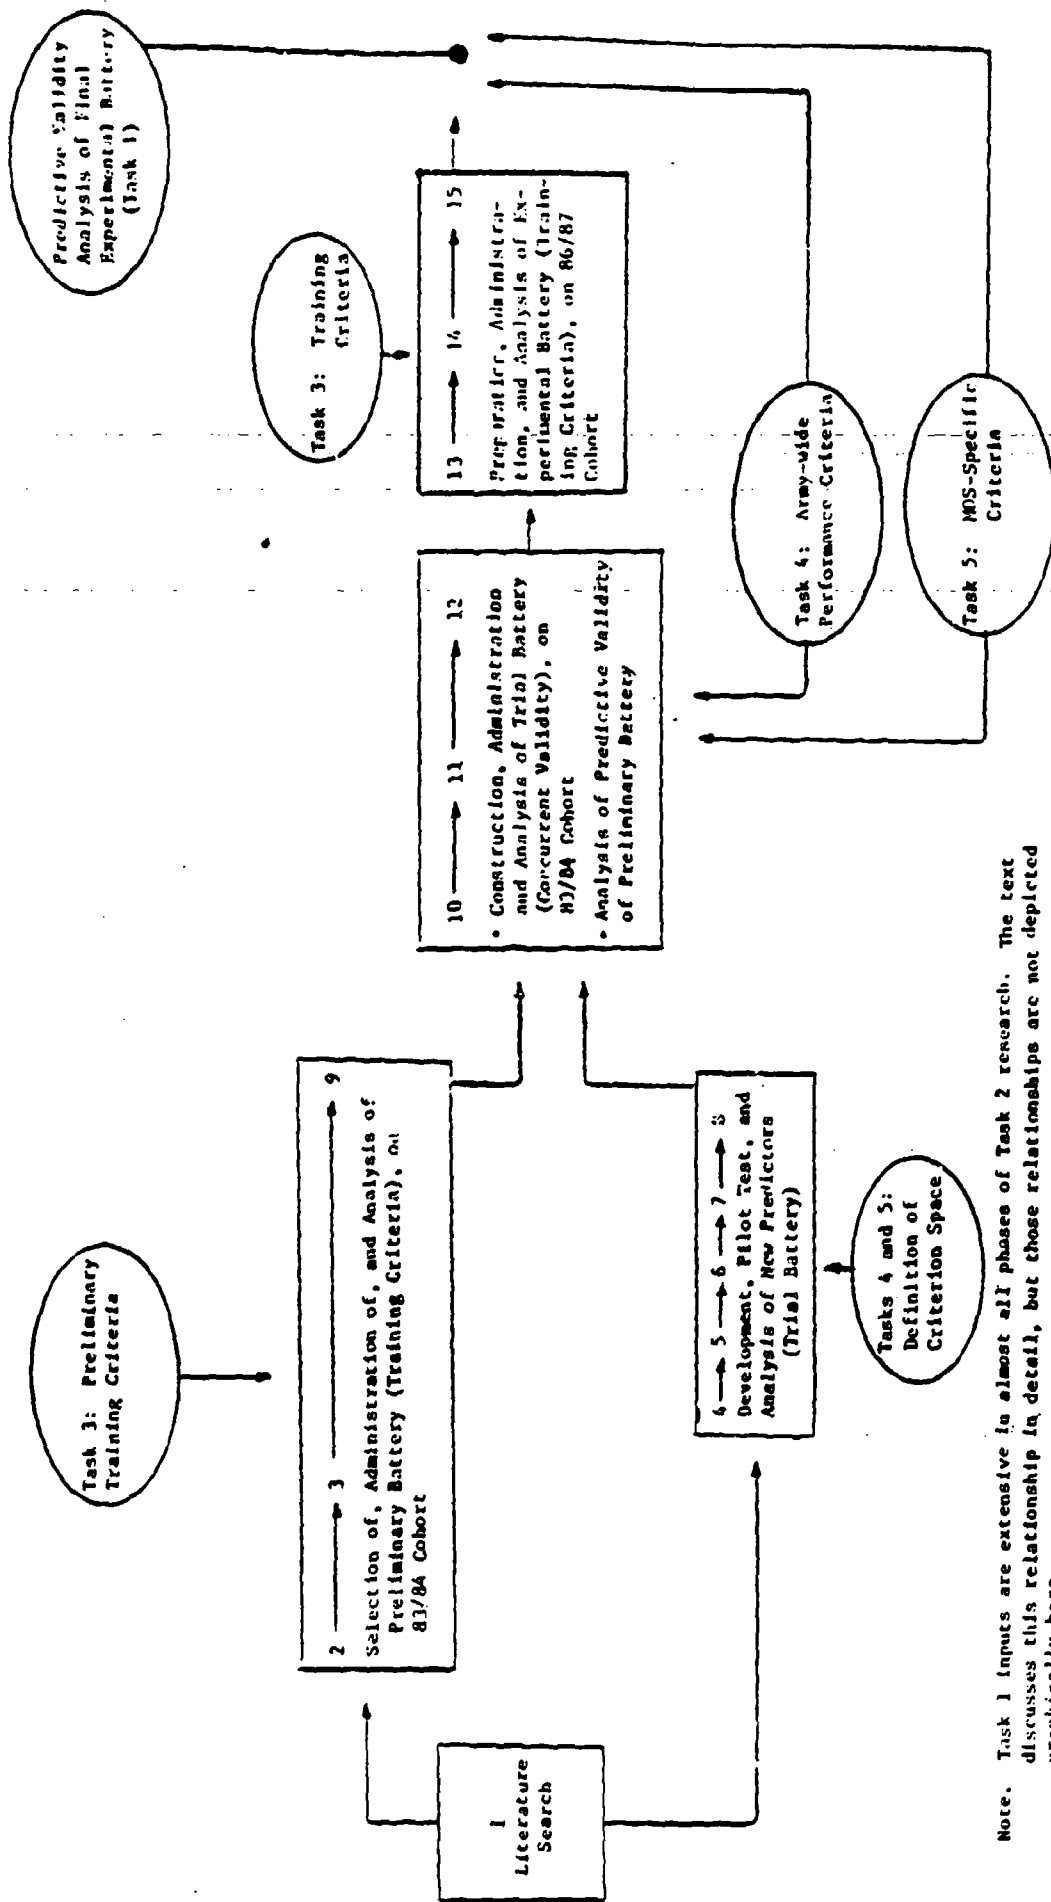 1
Literature
Search
Task 3: Preliminary
Training Criteria
2 3 9
Selection of, Administration of, and Analysis of
Preliminary Battery (Training Criteria), on
83/84 Cohort
4 5 6 7 8
Development, Pilot Test, and
Analysis of New Predictors
(Trial Battery)
Tasks 4 and 5:
Definition of
Criterion Space
10 11 12
• Construction, Administration
and Analysis of Trial Battery
(Concurrent Validity), on
83/84 Cohort
• Analysis of Predictive Validity
of Preliminary Battery
Task 3: Training
Criteria
13 14 15
Preparation, Administra-
tion, and Analysis of Ex-
perimental Battery (Train-
ing Criteria), on 86/87
Cohort
Task 4: Army-wide
Performance Criteria
Task 5: MOS-Specific
Criteria
Predictive Validity
Analysis of Final
Experimental Battery
(Task 1)
Note. Task 1 inputs are extensive in almost all phases of Task 2 research. The text
discusses this relationship in detail, but those relationships are not depicted